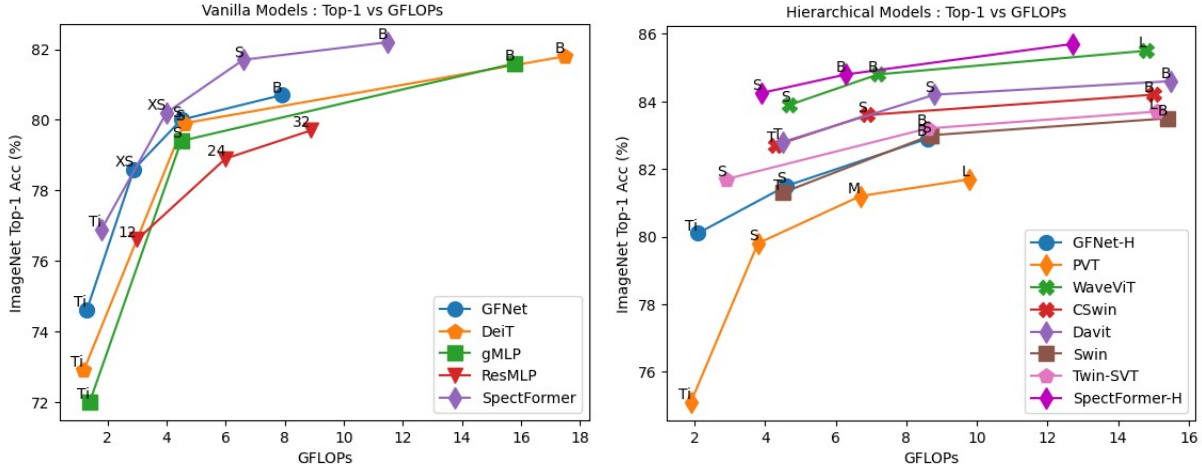 Vanilla Models : Top-1 vs GFLOPs
ImageNet Top-1 Acc (%)
82
80
78
76
74
72
Ti
XS
S
B
Ti
S
B
Ti
S
B
12
24
32
Ti
XS
S
B
GFNet
DeiT
gMLP
ResMLP
SpectFormer
2 4 6 8 10 12 14 16 18
GFLOPs
Hierarchical Models : Top-1 vs GFLOPs
ImageNet Top-1 Acc (%)
86
84
82
80
78
76
Ti
S
B
Ti
S
M
L
S
B
L
T
S
B
T
S
B
T
S
B
S
B
L
S
B
GFNet-H
PVT
WaveViT
CSwin
Davit
Swin
Twin-SVT
SpectFormer-H
2 4 6 8 10 12 14 16
GFLOPs